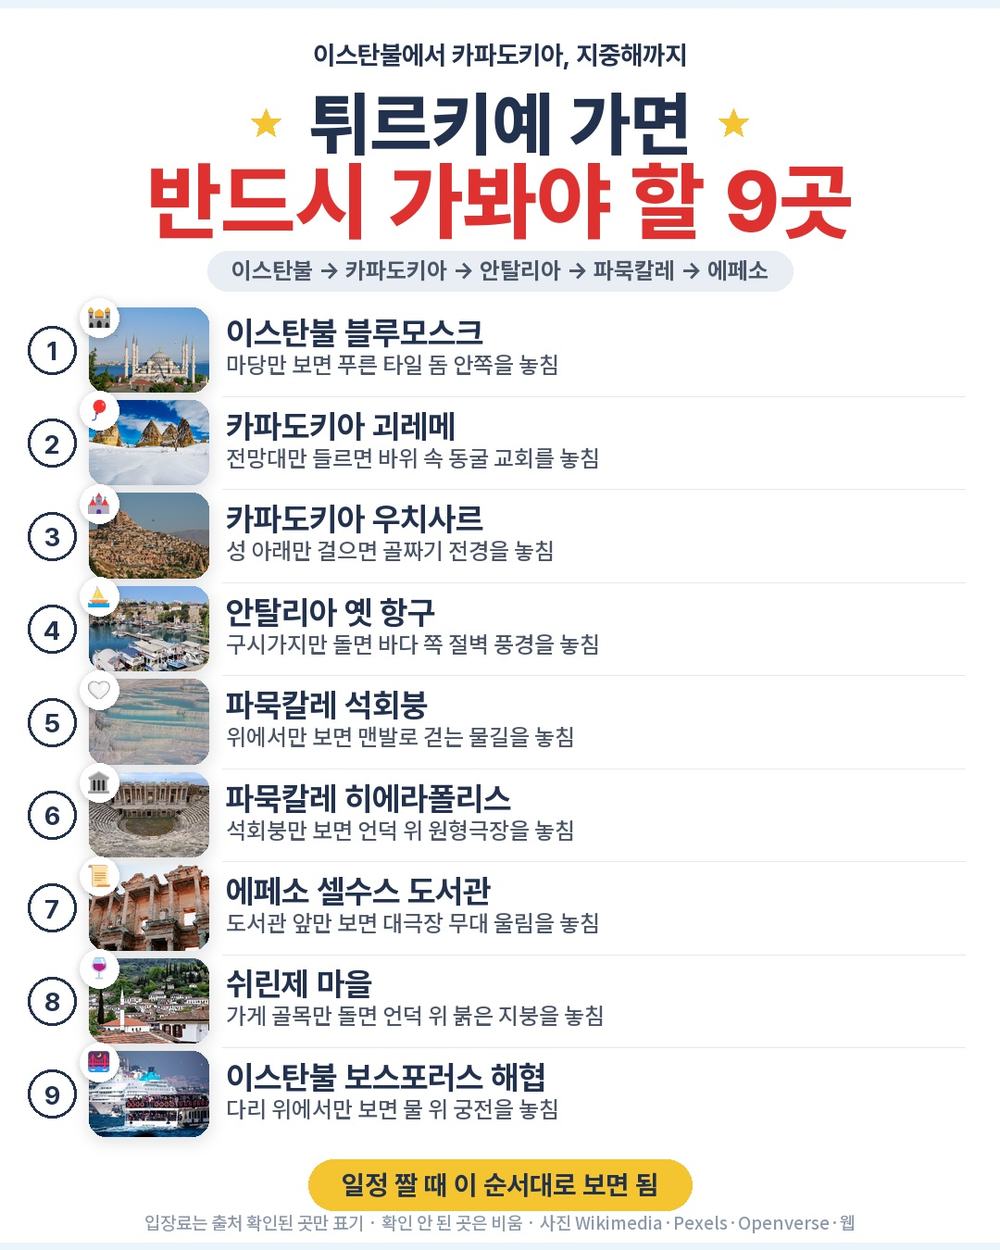 이스탄불에서 카파도키아, 지중해까지
튀르키예 가면
반드시 가봐야 할 9곳
이스탄불 → 카파도키아 → 안탈리아 → 파묵칼레 → 에페소
1
이스탄불 블루모스크
마당만 보면 푸른 타일 돔 안쪽을 놓침
2
카파도키아 괴레메
전망대만 들르면 바위 속 동굴 교회를 놓침
3
카파도키아 우치사르
성 아래만 걸으면 골짜기 전경을 놓침
4
안탈리아 옛 항구
구시가지만 돌면 바다 쪽 절벽 풍경을 놓침
5
파묵칼레 석회붕
위에서만 보면 맨발로 걷는 물길을 놓침
6
파묵칼레 히에라폴리스
석회붕만 보면 언덕 위 원형극장을 놓침
7
에페소 셀수스 도서관
도서관 앞만 보면 대극장 무대 울림을 놓침
8
쉬린제 마을
가게 골목만 돌면 언덕 위 붉은 지붕을 놓침
9
이스탄불 보스포러스 해협
다리 위에서만 보면 물 위 궁전을 놓침
일정 짤 때 이 순서대로 보면 됨
입장료는 출처 확인된 곳만 표기 · 확인 안 된 곳은 비움 · 사진 Wikimedia·Pexels·Openverse·웹